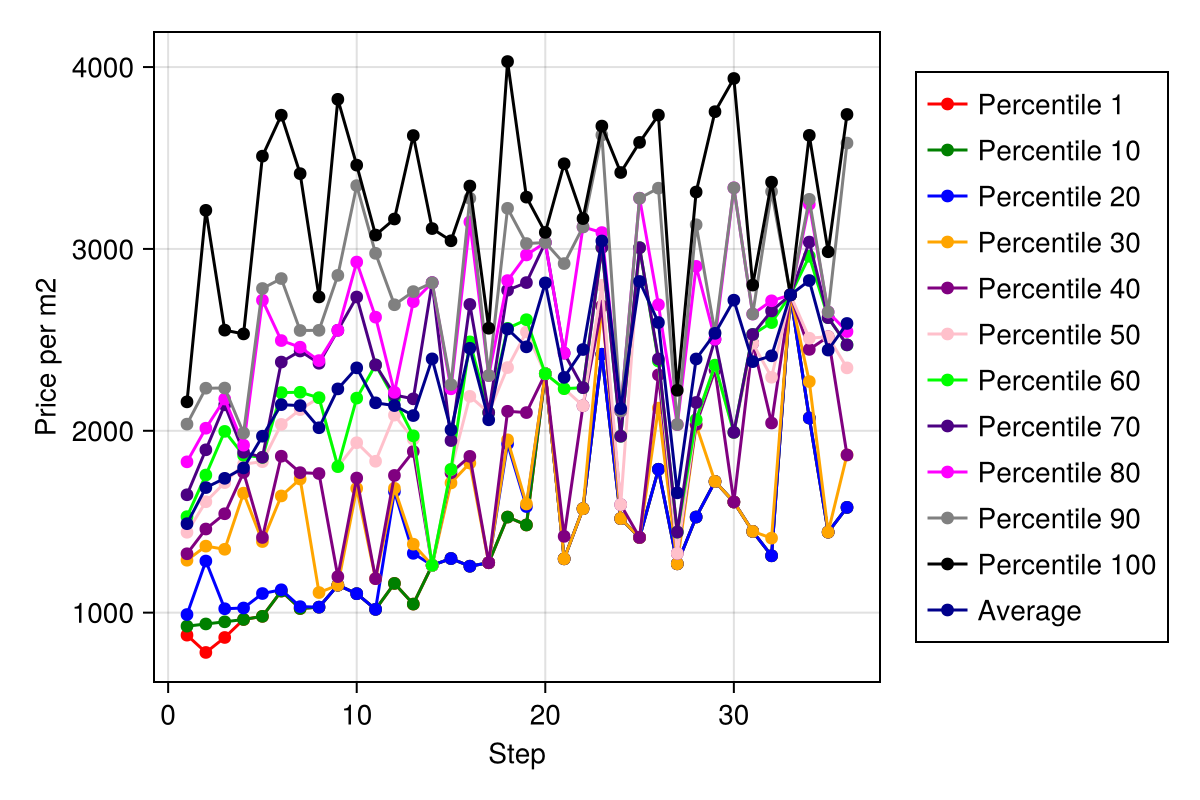 4000
3000
2000
1000
Price per m2
0 10 20 30
Step
Percentile 1
Percentile 10
Percentile 20
Percentile 30
Percentile 40
Percentile 50
Percentile 60
Percentile 70
Percentile 80
Percentile 90
Percentile 100
Average